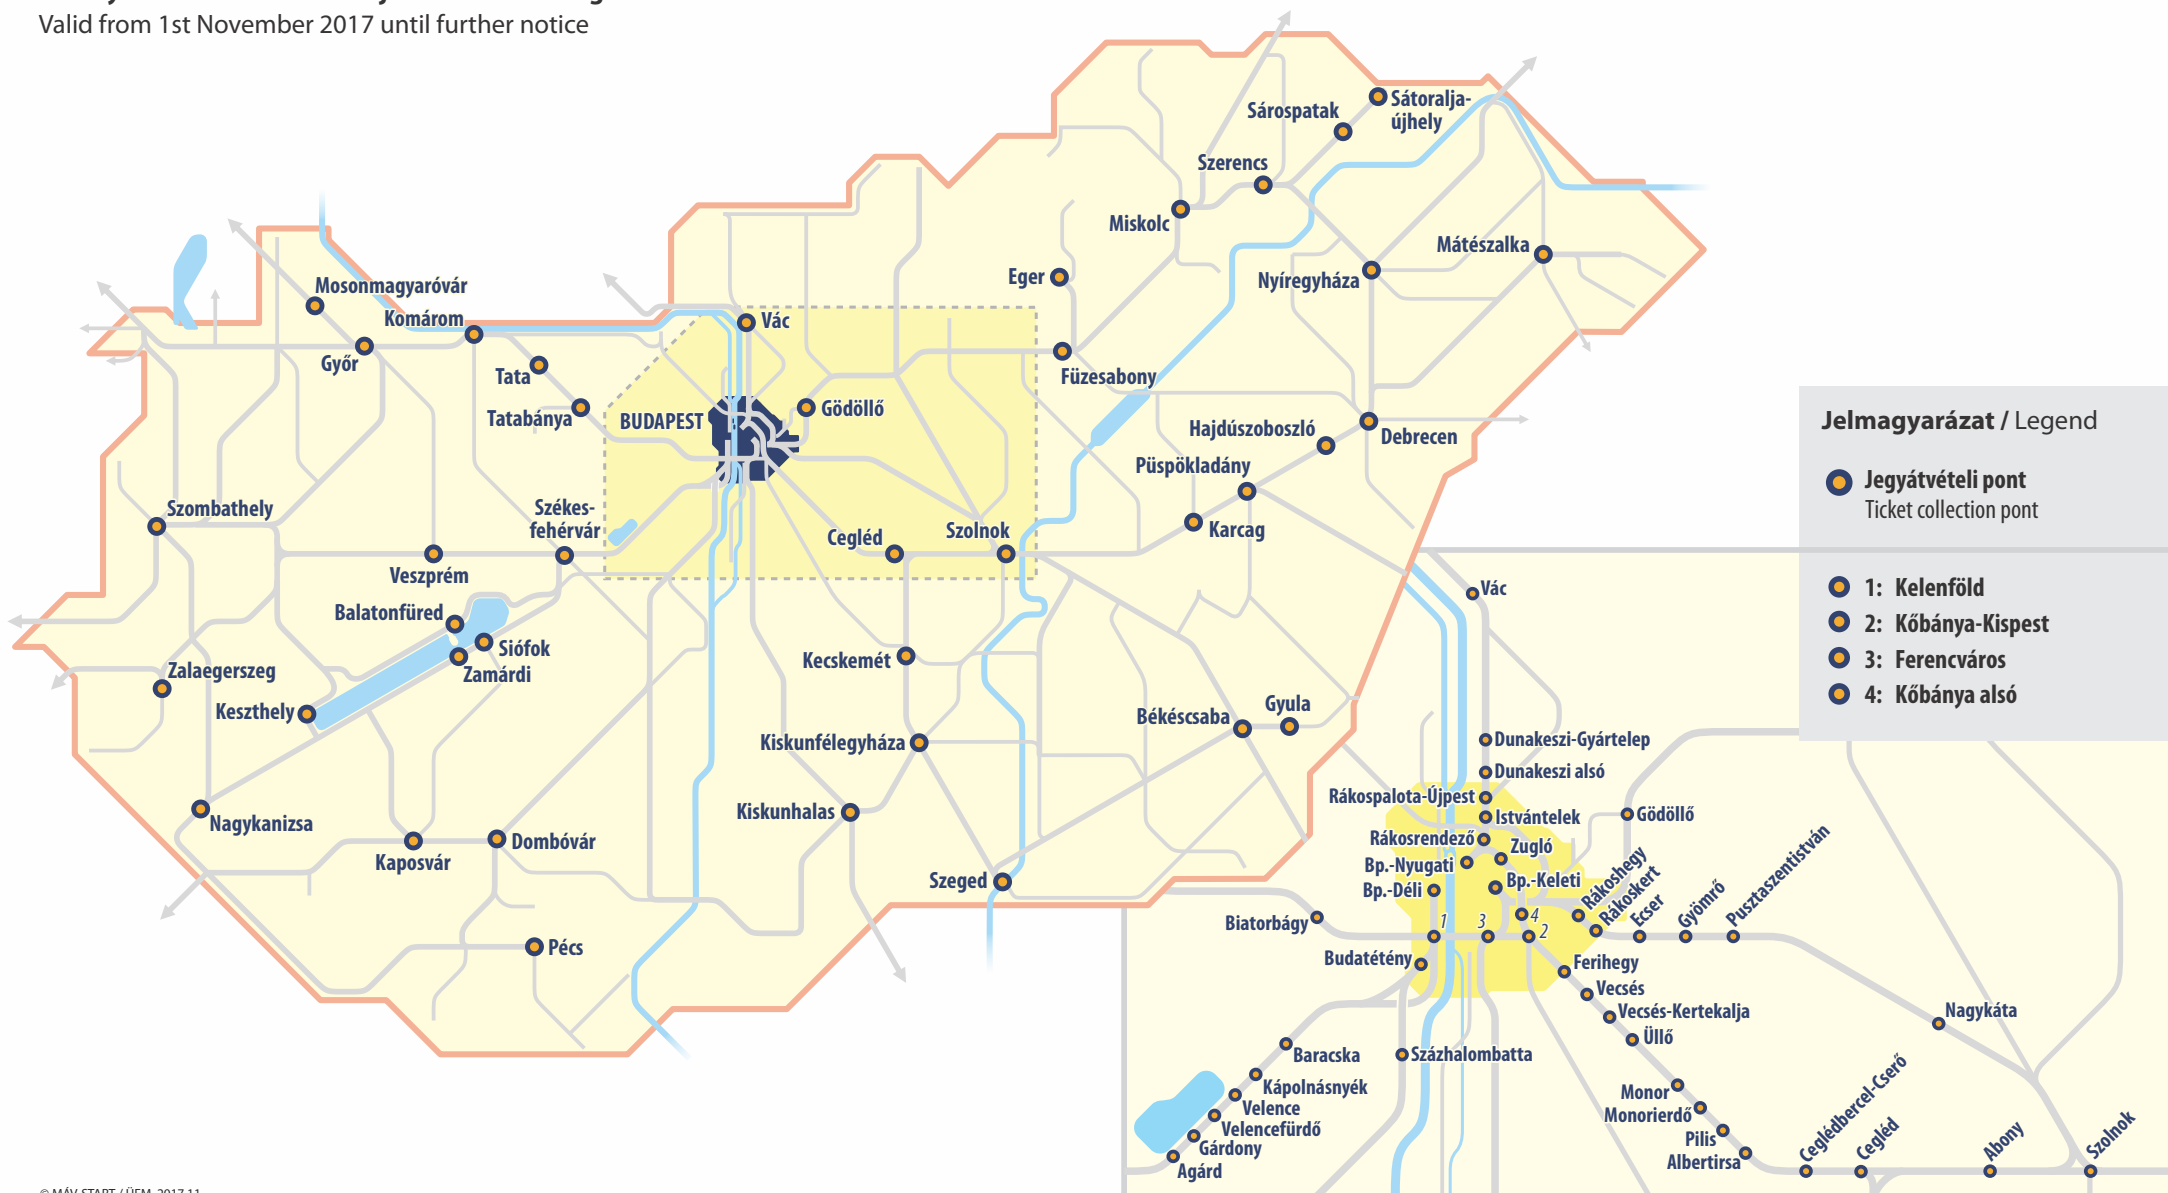 Valid from 1st November 2017 until further notice
Sátoralja-
újhely
Sárospatak
Szerencs
Miskolc
Mátészalka
Nyíregyháza
Eger
Mosonmagyaróvár
Komárom
Győr
Vác
Tata
Tatabánya
BUDAPEST
Gödöllő
Füzesabony
Hajdúszoboszló
Debrecen
Püspökladány
Karcag
Szombathely
Székes-
fehérvár
Veszprém
Cegléd
Szolnok
Balatonfüred
Siófok
Zamárdi
Zalaegerszeg
Keszthely
Kecskemét
Kiskunfélegyháza
Békéscsaba
Gyula
Kiskunhalas
Nagykanizsa
Kaposvár
Dombóvár
Szeged
Pécs
Jelmagyarázat / Legend
Jegyátvételi pont
Ticket collection pont
1: Kelenföld
2: Kőbánya-Kispest
3: Ferencváros
4: Kőbánya alsó
Vác
Dunakeszi-Gyártelep
Dunakeszi alsó
Rákospalota-Újpest
Istvántelek
Rákosrendező
Zugló
Bp.-Nyugati
Bp.-Keleti
Bp.-Déli
Gödöllő
Rákoshegy
Rákoskert
Ecser
Gyömrő
Pusztaszentistván
Biatorbágy
1
3
4
2
Budatétény
Ferihegy
Vecsés
Vecsés-Kertekalja
Üllő
Nagykáta
Baracska
Százhalombatta
Kápolnásnyék
Velence
Velencefürdő
Gárdony
Agárd
Monor
Monorierdő
Pilis
Albertirsa
Ceglédbercel-Cserő
Cegléd
Abony
Szolnok